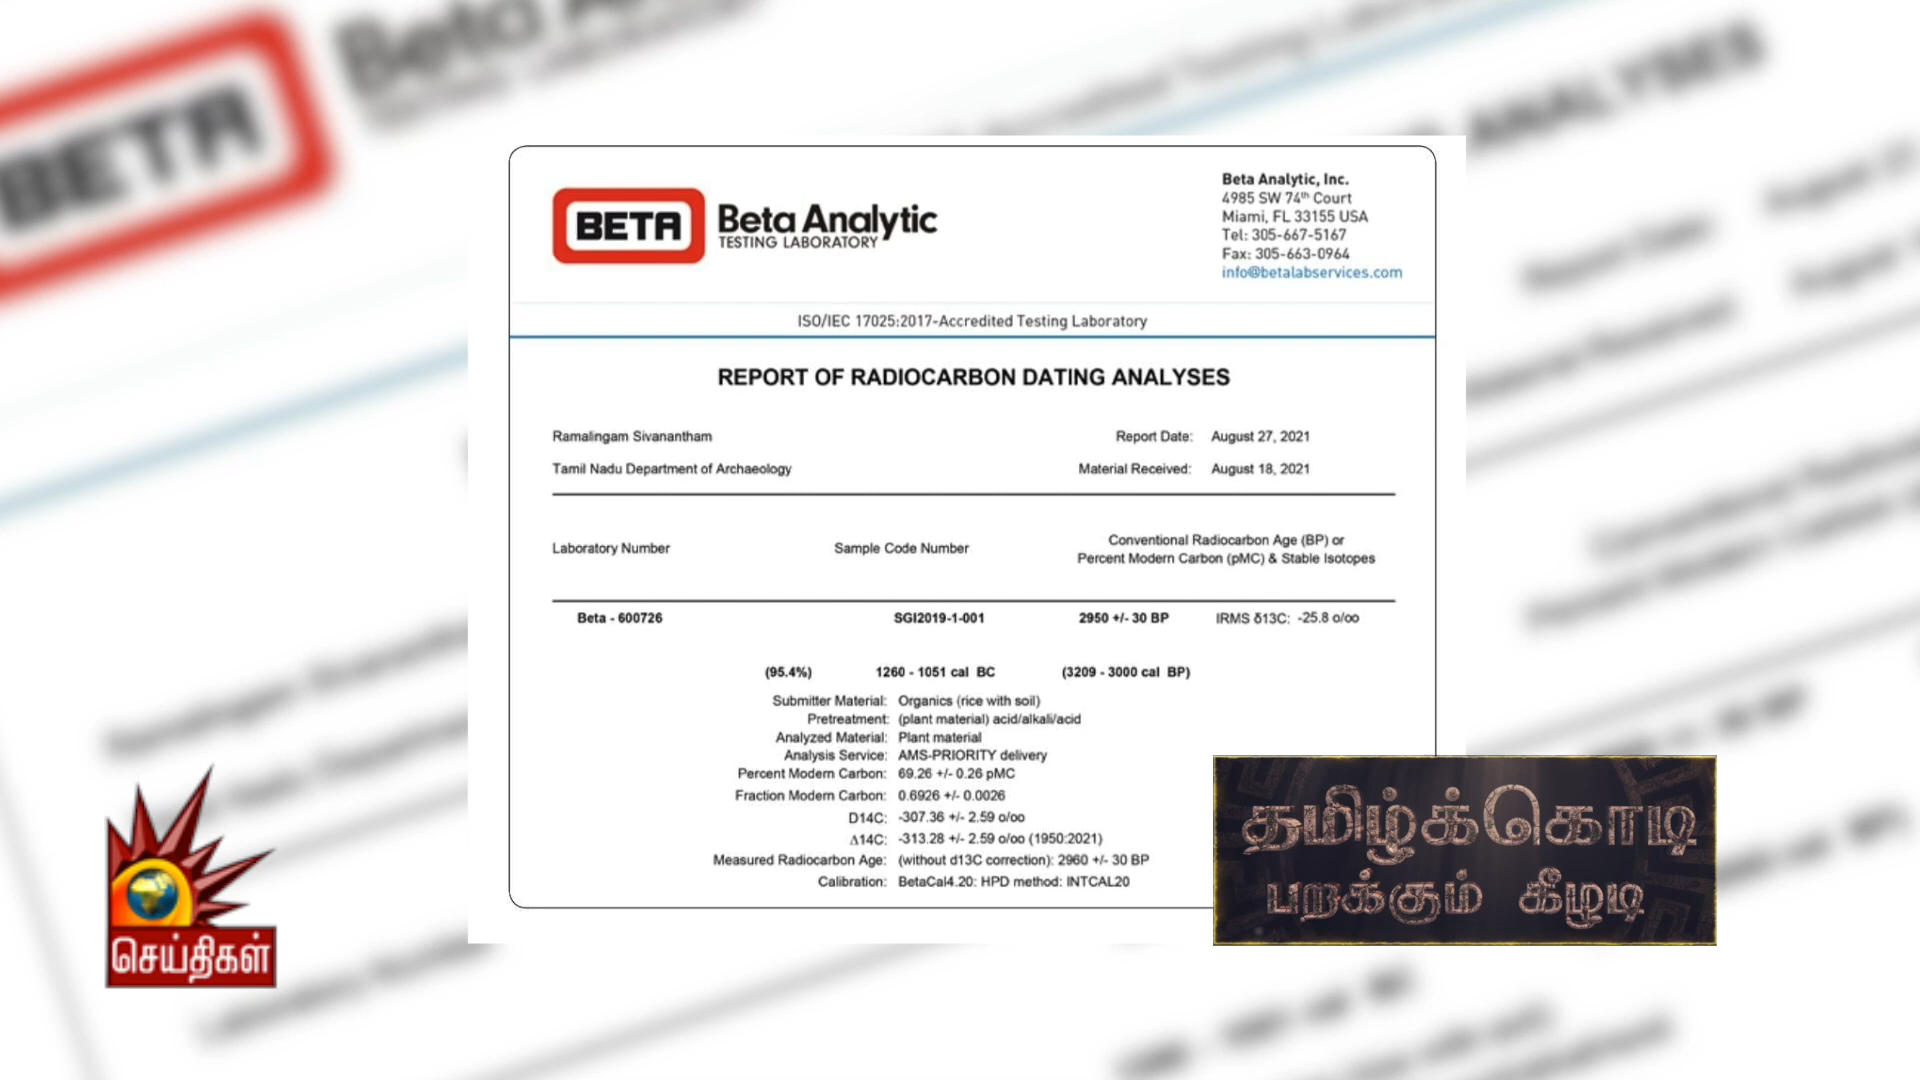 BETA
Beta Analytic
TESTING LABORATORY
Beta Analytic, Inc.
4985 SW 74th Court
Miami, FL 33155 USA
Tel: 305-667-5167
Fax: 305-663-0964
info@betalabservices.com
ISO/IEC 17025:2017-Accredited Testing Laboratory
REPORT OF RADIOCARBON DATING ANALYSES
Ramalingam Sivanantham
Report Date: August 27, 2021
Tamil Nadu Department of Archaeology
Material Received: August 18, 2021
Laboratory Number
Sample Code Number
Conventional Radiocarbon Age (BP) or
Percent Modern Carbon (pMC) & Stable Isotopes
Beta - 600726 SGI2019-1-001 2950 +/- 30 BP IRMS δ13C: -25.8 o/oo
(95.4%) 1260 - 1051 cal BC (3209 - 3000 cal BP)
Submitter Material: Organics (rice with soil)
Pretreatment: (plant material) acid/alkali/acid
Analyzed Material: Plant material
Analysis Service: AMS-PRIORITY delivery
Percent Modern Carbon: 69.26 +/- 0.26 pMC
Fraction Modern Carbon: 0.6926 +/- 0.0026
D14C: -307.36 +/- 2.59 o/oo
Δ14C: -313.28 +/- 2.59 o/oo (1950:2021)
Measured Radiocarbon Age: (without d13C correction): 2960 +/- 30 BP
Calibration: BetaCal4.20: HPD method: INTCAL20
தமிழ்க்கொடி
பறக்கும் கீழடி
செய்திகள்
BETA
Beta An
ANALYSES